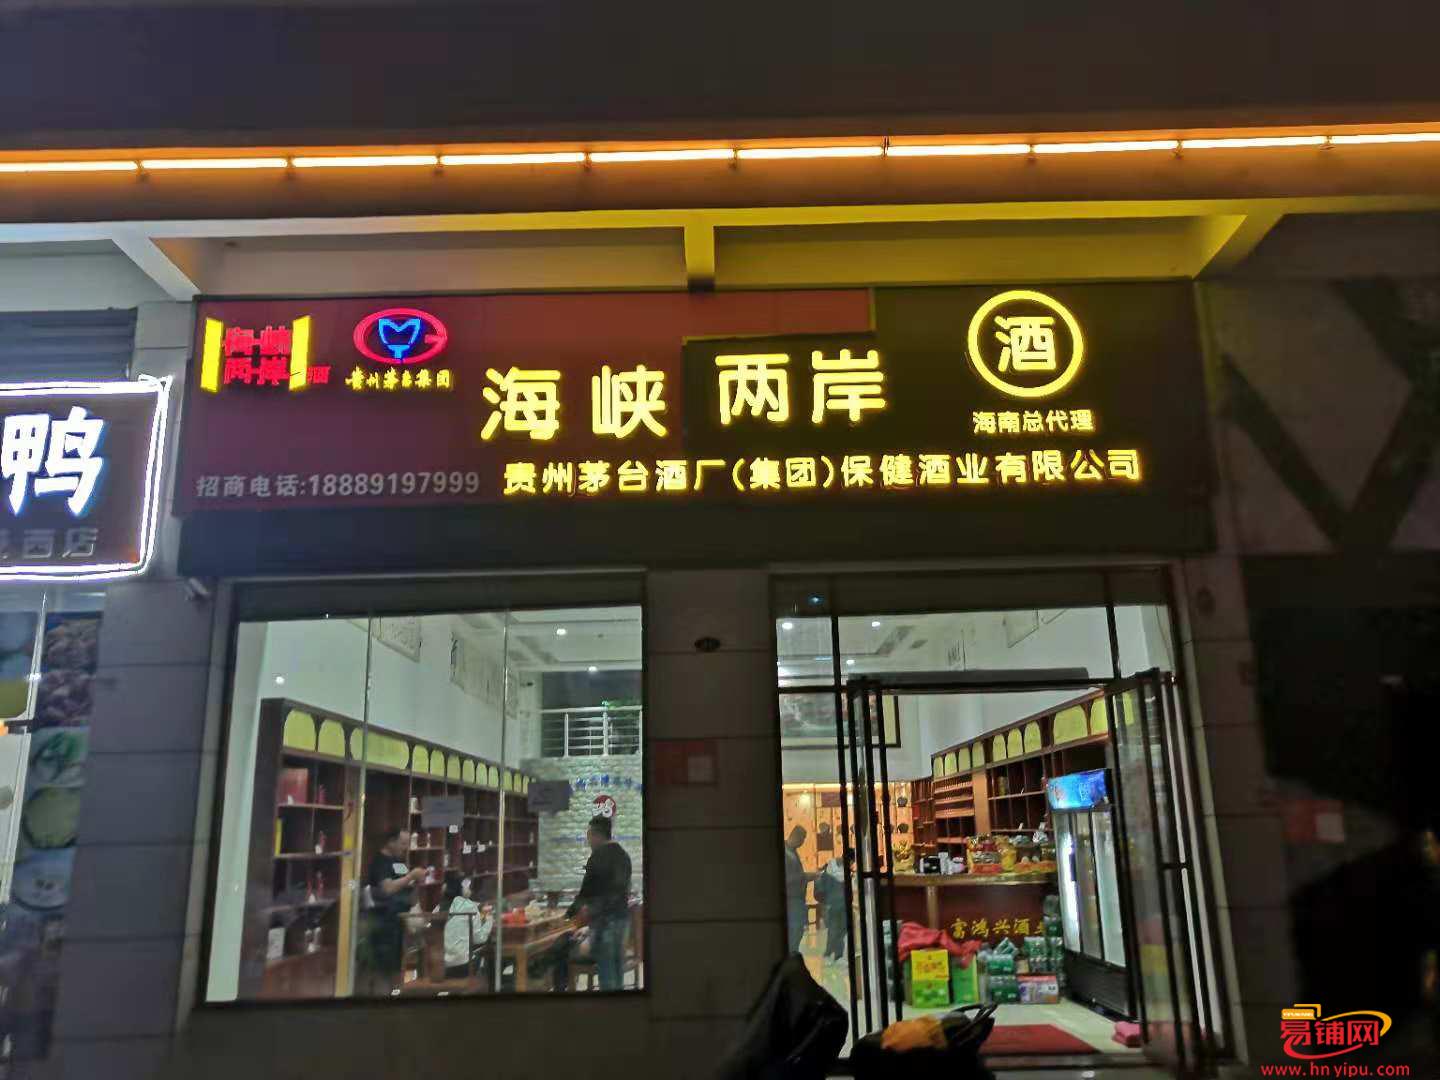 海峡
两岸
酒
贵州茅台集团
海峡两岸
酒
海南总代理
招商电话:18889197999
贵州茅台酒厂(集团)保健酒业有限公司
鸭
西店
富鸿兴酒
易铺网
www.hnyipu.com